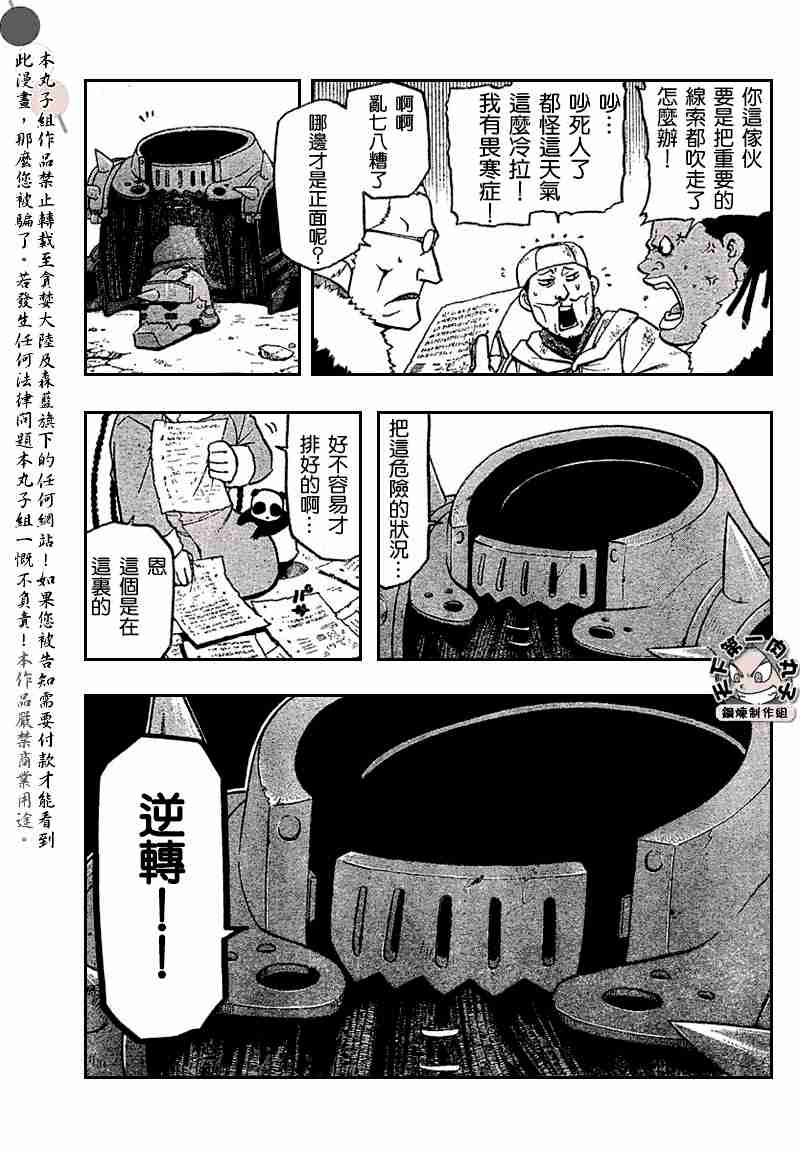 你這傢伙
要是把重要的
線索都吹走了
怎麼辦！
吵…
吵死人了
都怪這天氣
這麼冷拉！
我有畏寒症！
啊啊
亂七八糟了
哪邊才是正面呢？
把這危險的狀況…
好不容易才
排好的啊…
恩
這個是在
這裏的
逆轉！！
本丸子組作品禁止轉載至貪婪大陸及森藍旗下的任何網站！如果您被告知需要付款才能看到
此漫畫，那麼您被騙了。若發生任何法律問題本丸子組一慨不負責！本作品嚴禁商業用途。
天下第一肉丸子
鋼煉制作組